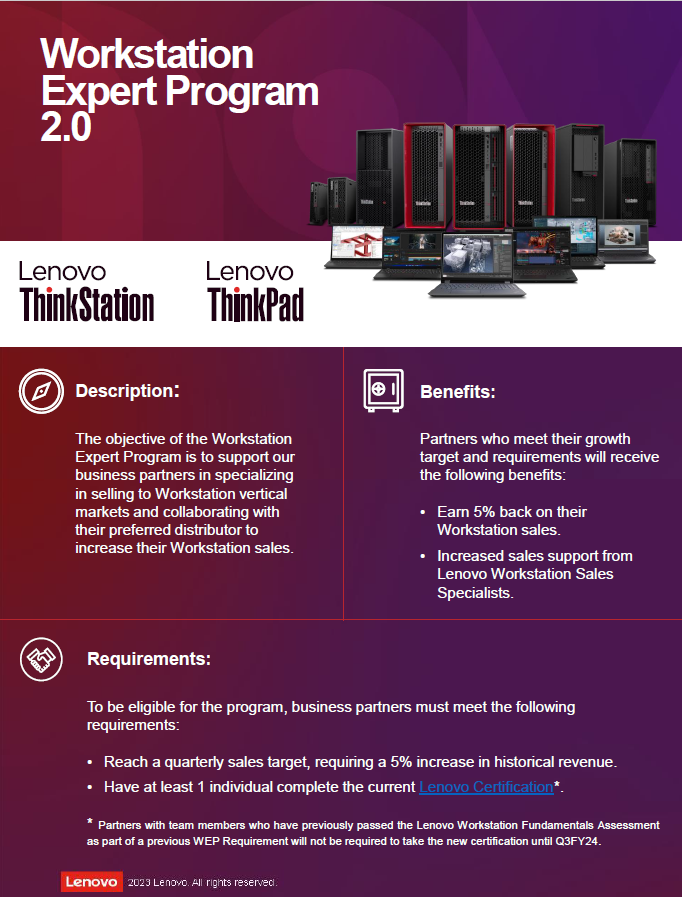 Workstation
Expert Program
2.0
Lenovo
ThinkStation
Lenovo
ThinkPad
Description:
The objective of the Workstation
Expert Program is to support our
business partners in specializing
in selling to Workstation vertical
markets and collaborating with
their preferred distributor to
increase their Workstation sales.
Benefits:
Partners who meet their growth
target and requirements will receive
the following benefits:
• Earn 5% back on their
Workstation sales.
• Increased sales support from
Lenovo Workstation Sales
Specialists.
Requirements:
To be eligible for the program, business partners must meet the following
requirements:
• Reach a quarterly sales target, requiring a 5% increase in historical revenue.
• Have at least 1 individual complete the current Lenovo Certification*.
* Partners with team members who have previously passed the Lenovo Workstation Fundamentals Assessment
as part of a previous WEP Requirement will not be required to take the new certification until Q3FY24.
Lenovo 2023 Lenovo. All rights reserved.